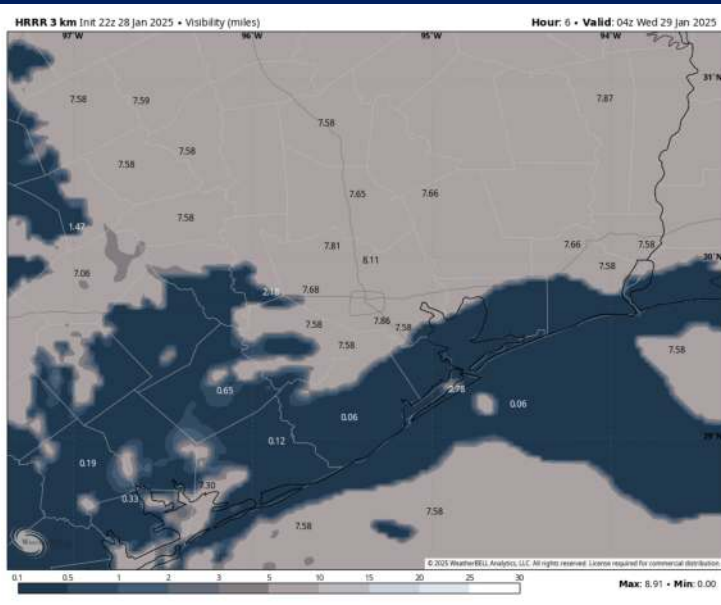 HRRR 3 km Init 22z 28 Jan 2025 • Visibility (miles) Hour: 6 • Valid: 04z Wed 29 Jan 2025
97°W 96°W 95°W 94°W
31°N
7.58 7.59 7.87
7.58
7.58 7.58
7.65 7.66
7.58
1.47
7.81 7.66 7.58
8.11 30°N
7.06 7.58
7.68
7.58 7.86 7.58
7.58 7.58
0.65 2.78
0.06 0.06
0.12 29°N
0.19
7.30
0.33
7.58 7.58
© 2025 WeatherBELL Analytics, LLC. All rights reserved. License required for commercial distribution.
0.1 0.5 1 2 3 5 10 15 20 25 30
Max: 8.91 • Min: 0.00